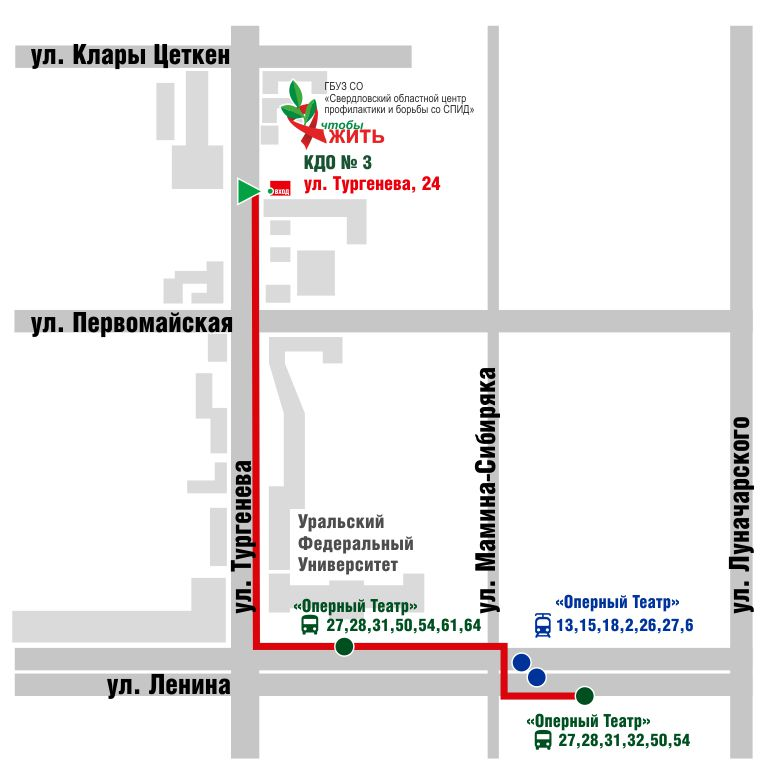 ул. Клары Цеткен
ГБУЗ СО
«Свердловский областной центр
профилактики и борьбы со СПИД»
чтобы
ЖИТЬ
КДО № 3
ул. Тургенева, 24
ВХОД
ул. Первомайская
ул. Тургенева
ул. Мамина-Сибиряка
ул. Луначарского
Уральский
Федеральный
Университет
«Оперный Театр»
27,28,31,50,54,61,64
«Оперный Театр»
13,15,18,2,26,27,6
ул. Ленина
«Оперный Театр»
27,28,31,32,50,54